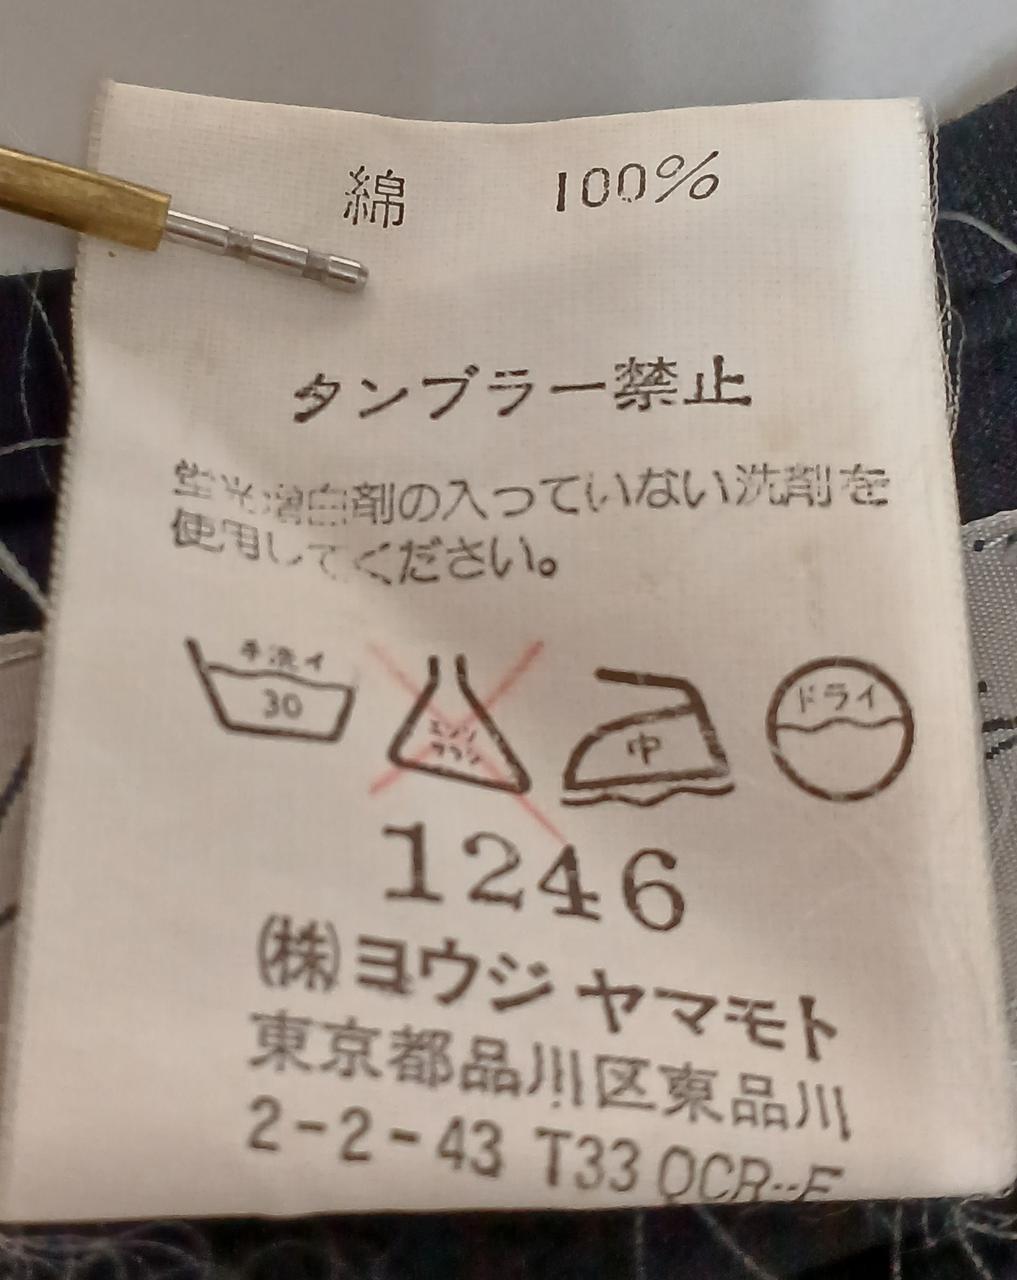 綿 100%
タンブラー禁止
蛍光増白剤の入っていない洗剤を
使用してください。
手洗イ
30
エンソ
サラシ
中
ドライ
1246
(株)ヨウジ ヤマモト
東京都品川区東品川
2-2-43 T33 QCR--F